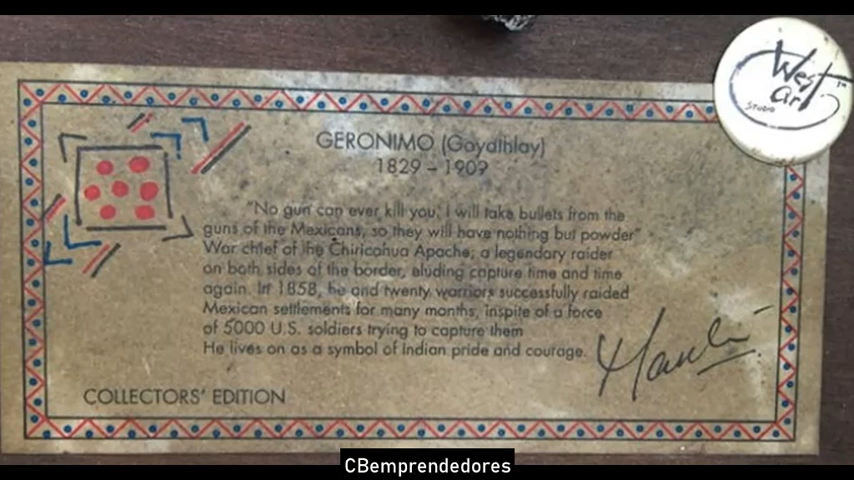 West
art
STUDIO
TM
GERONIMO (Goydthlay)
1829 – 1909
"No gun can ever kill you, I will take bullets from the
guns of the Mexicans, so they will have nothing but powder"
War chief of the Chiricahua Apache; a legendary raider
on both sides of the border, eluding capture time and time
again. In 1858, he and twenty warriors successfully raided
Mexican settlements for many months, inspite of a force
of 5000 U.S. soldiers trying to capture them
He lives on as a symbol of Indian pride and courage.
COLLECTORS' EDITION
CBemprendedores